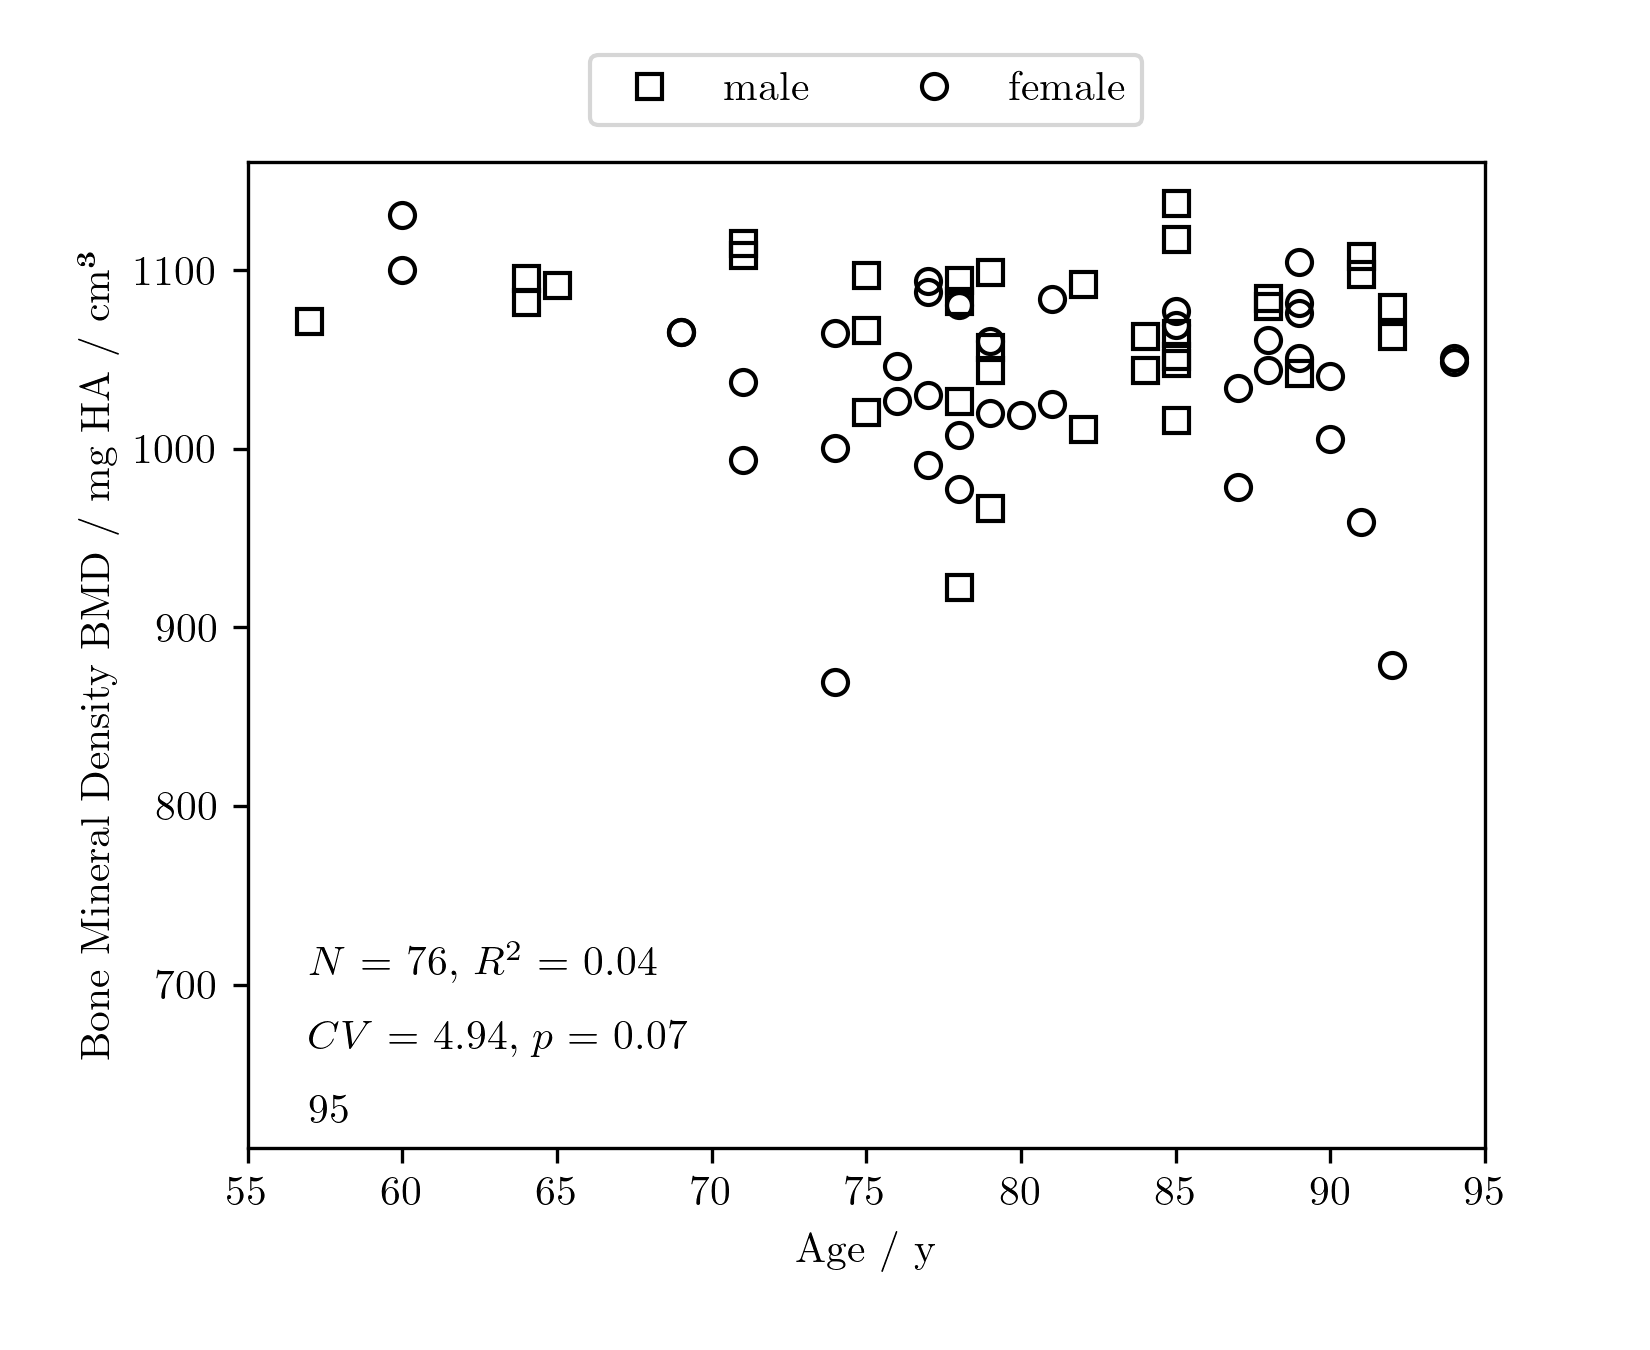 male female
Bone Mineral Density BMD / mg HA / cm³
1100
1000
900
800
700
N = 76, R² = 0.04
CV = 4.94, p = 0.07
95
55 60 65 70 75 80 85 90 95
Age / y